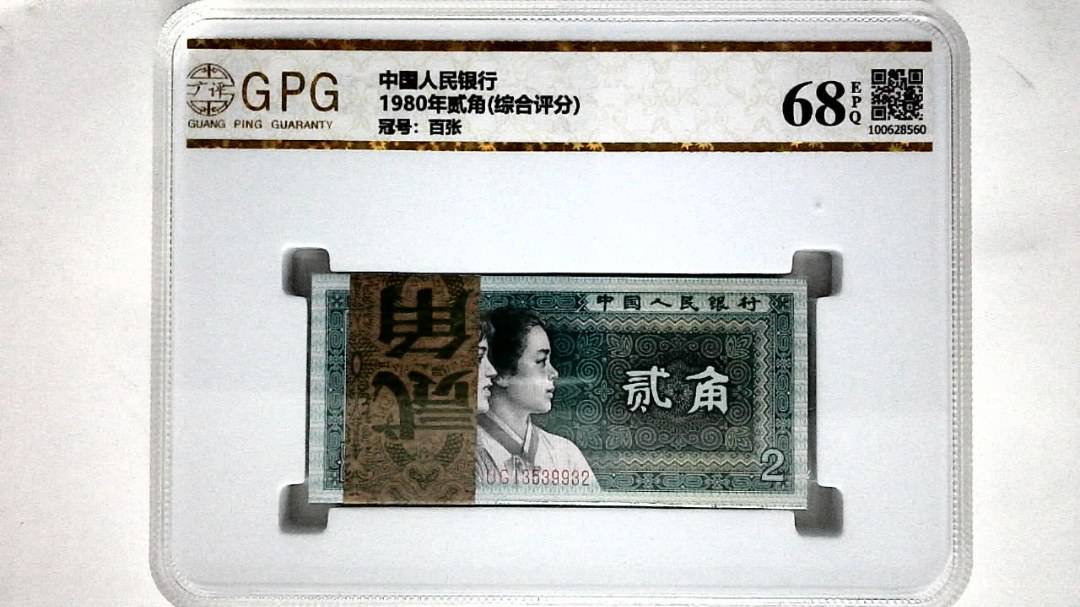 广评
GPG
GUANG PING GUARANTY
中国人民银行
1980年贰角(综合评分)
冠号：百张
68
EPQ
100628560
中国人民银行
贰角
贰角
UG13539932
2